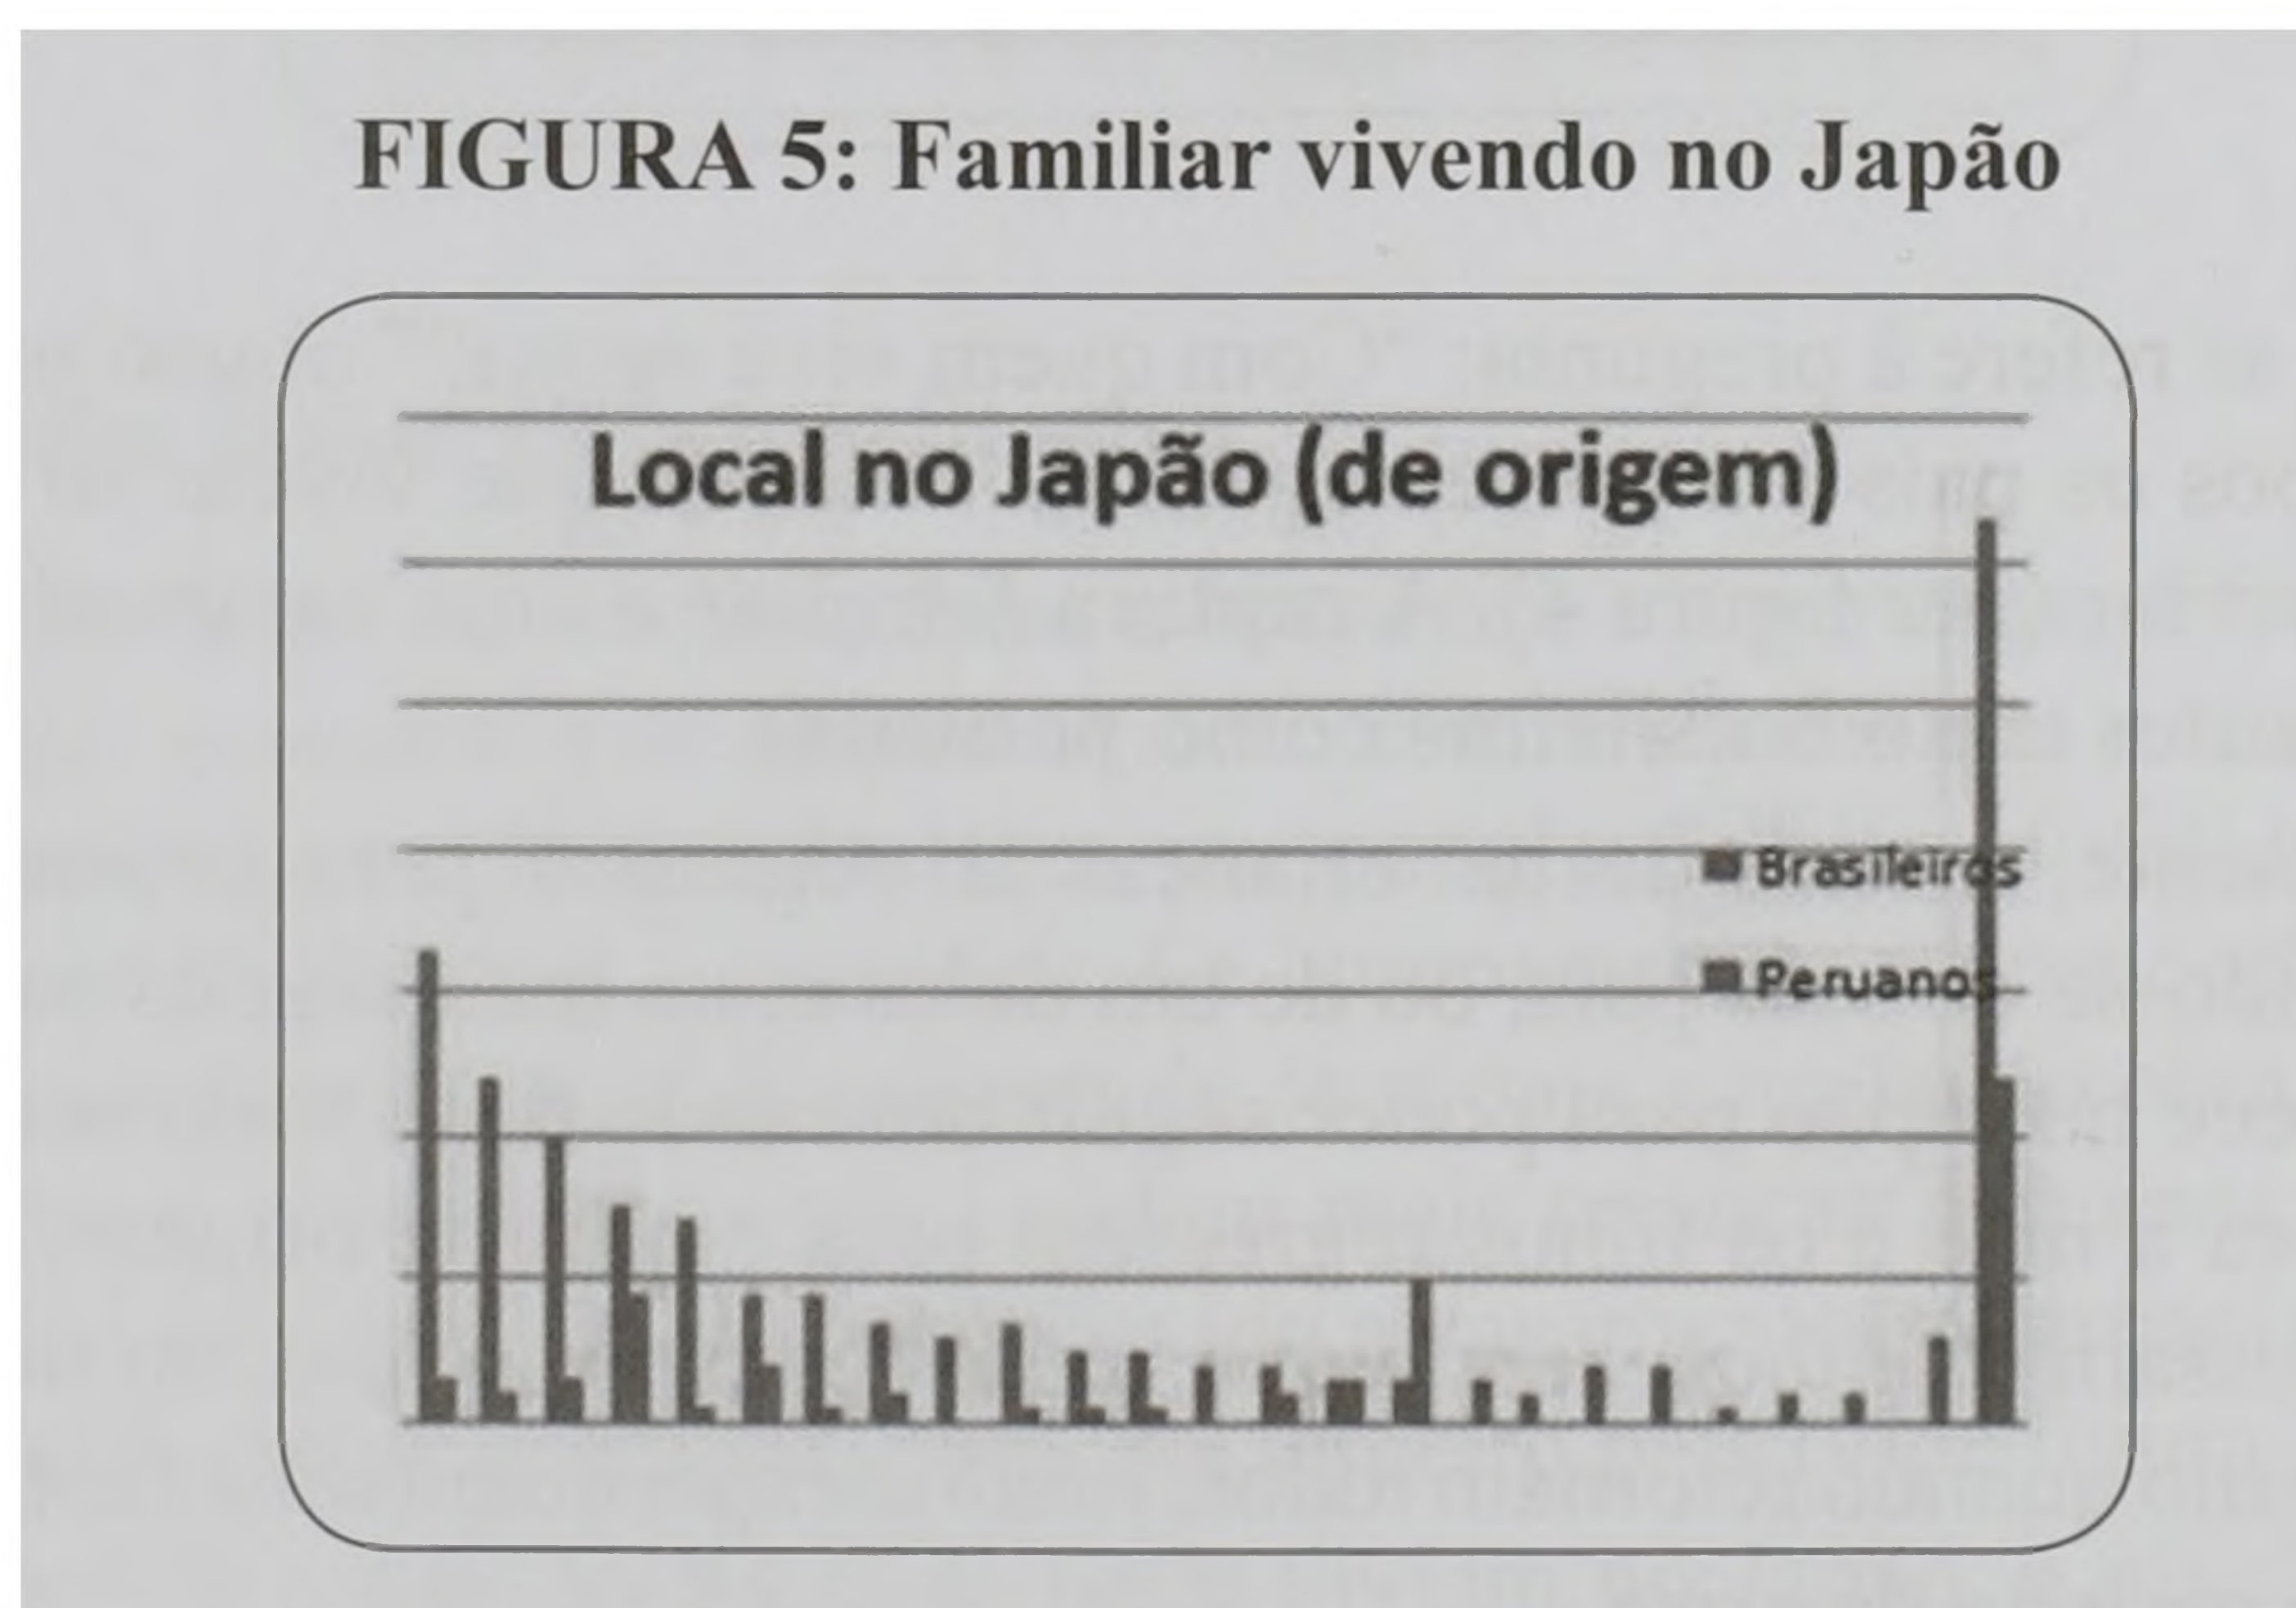 FIGURA 5: Familiar vivendo no Japão
Local no Japão (de origem)
Brasileiros
Peruanos